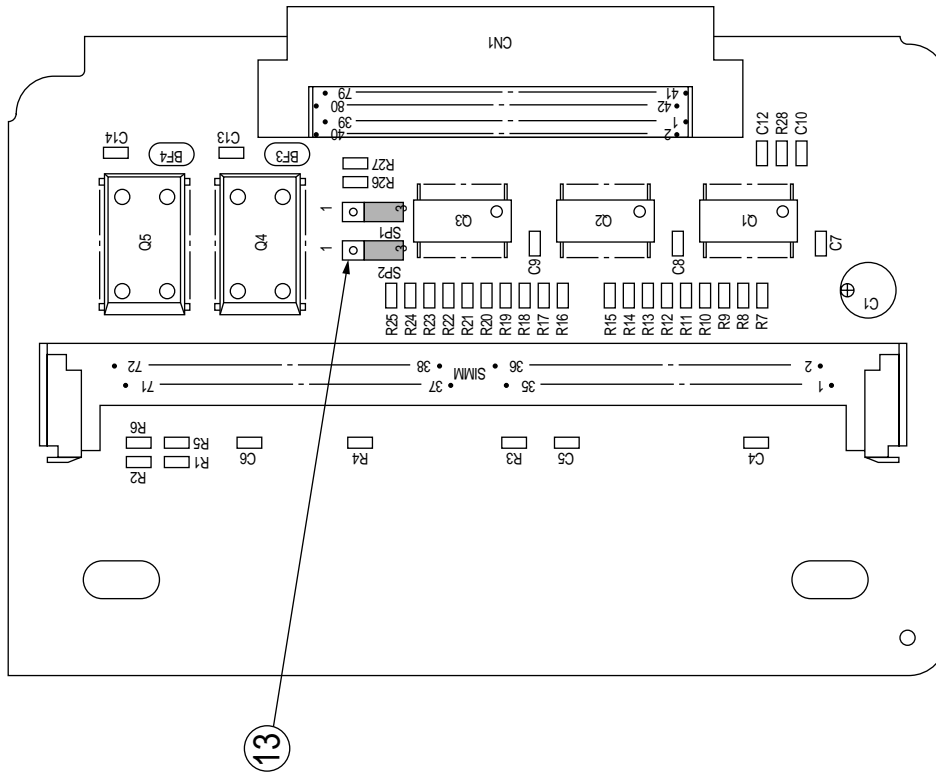 CN1
79
41
80
42
39
1
40
2
C14
BF4
C13
BF3
R27
R26
C12
R28
C10
1
3
SP1
1
3
SP2
Q5
Q4
Q3
Q2
Q1
C9
C8
C7
C1
R25
R24
R23
R22
R21
R20
R19
R18
R17
R16
R15
R14
R13
R12
R11
R10
R9
R8
R7
72
38
SIMM
36
2
71
37
35
1
R6
R5
R2
R1
C6
R4
R3
C5
C4
13